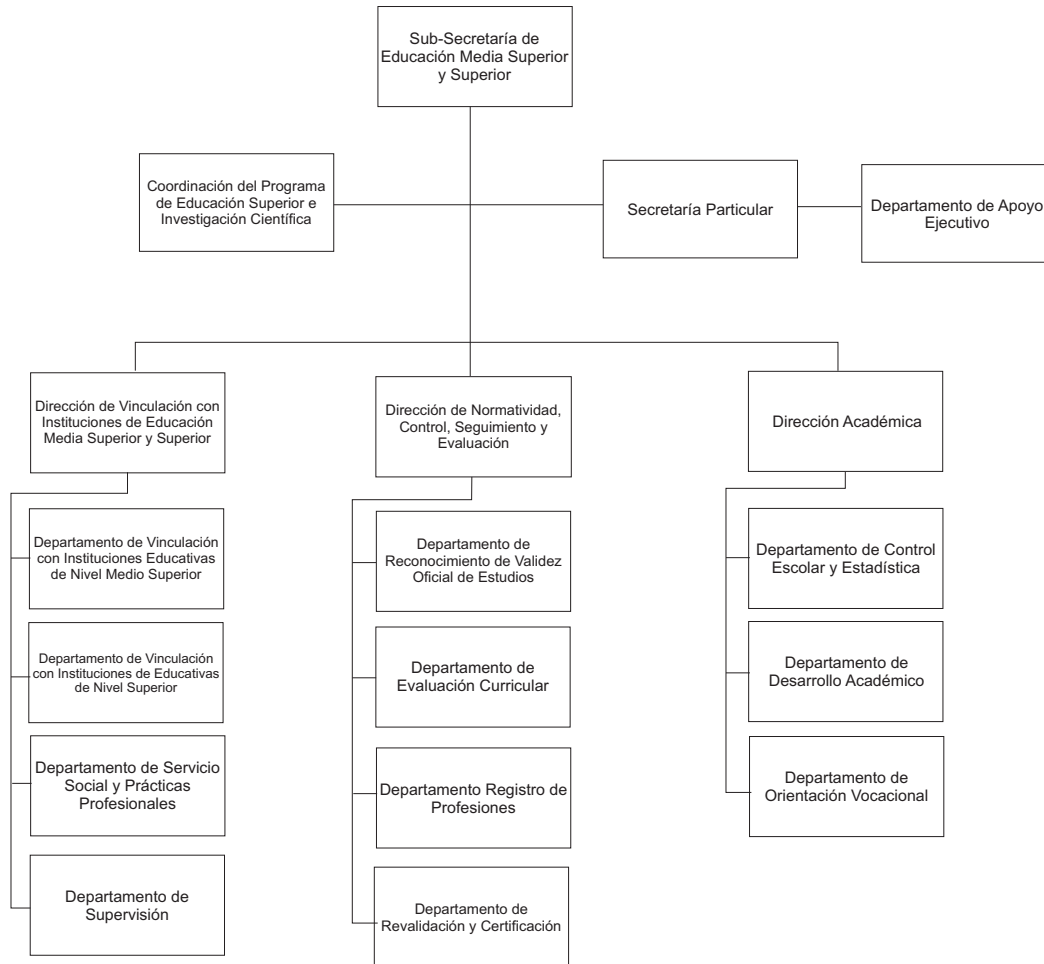 Sub-Secretaría de
Educación Media Superior
y Superior
Coordinación del Programa
de Educación Superior e
Investigación Científica
Secretaría Particular
Departamento de Apoyo
Ejecutivo
Dirección de Vinculación con
Instituciones de Educación
Media Superior y Superior
Departamento de Vinculación
con Instituciones Educativas
de Nivel Medio Superior
Departamento de Vinculación
con Instituciones de Educativas
de Nivel Superior
Departamento de Servicio
Social y Prácticas
Profesionales
Departamento de
Supervisión
Dirección de Normatividad,
Control, Seguimiento y
Evaluación
Departamento de
Reconocimiento de Validez
Oficial de Estudios
Departamento de
Evaluación Curricular
Departamento Registro de
Profesiones
Departamento de
Revalidación y Certificación
Dirección Académica
Departamento de Control
Escolar y Estadística
Departamento de
Desarrollo Académico
Departamento de
Orientación Vocacional